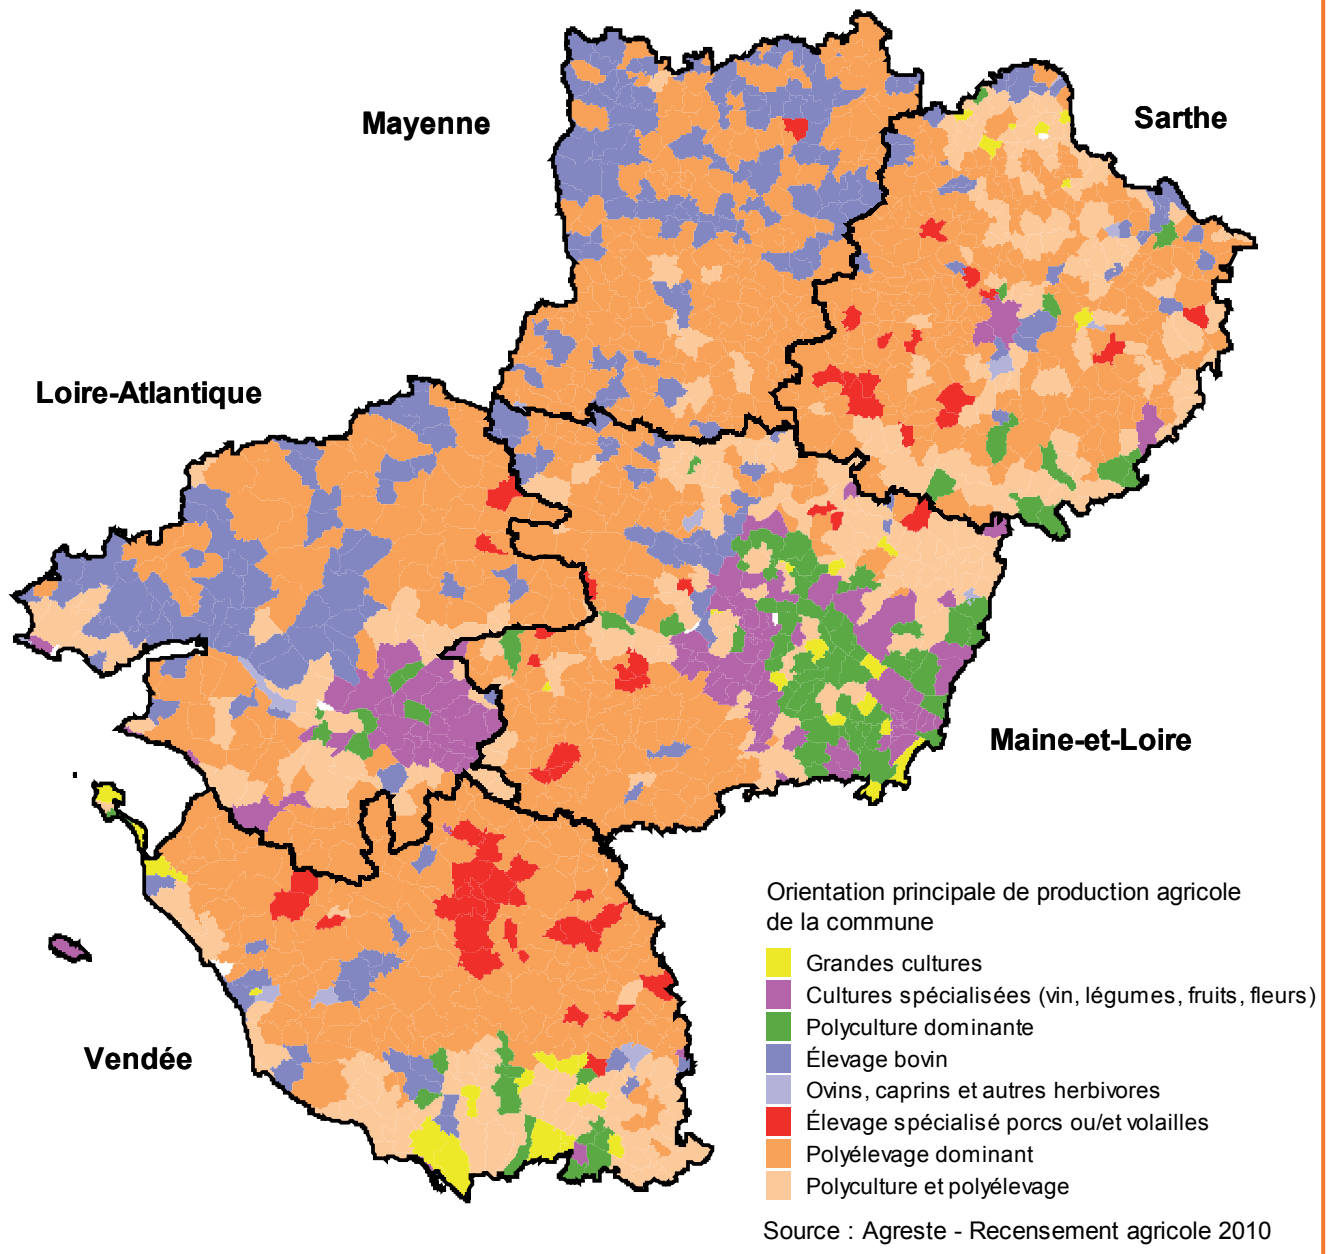 Mayenne
Sarthe
Loire-Atlantique
Maine-et-Loire
Vendée
Orientation principale de production agricole
de la commune
Grandes cultures
Cultures spécialisées (vin, légumes, fruits, fleurs)
Polyculture dominante
Élevage bovin
Ovins, caprins et autres herbivores
Élevage spécialisé porcs ou/et volailles
Polyélevage dominant
Polyculture et polyélevage
Source : Agreste - Recensement agricole 2010